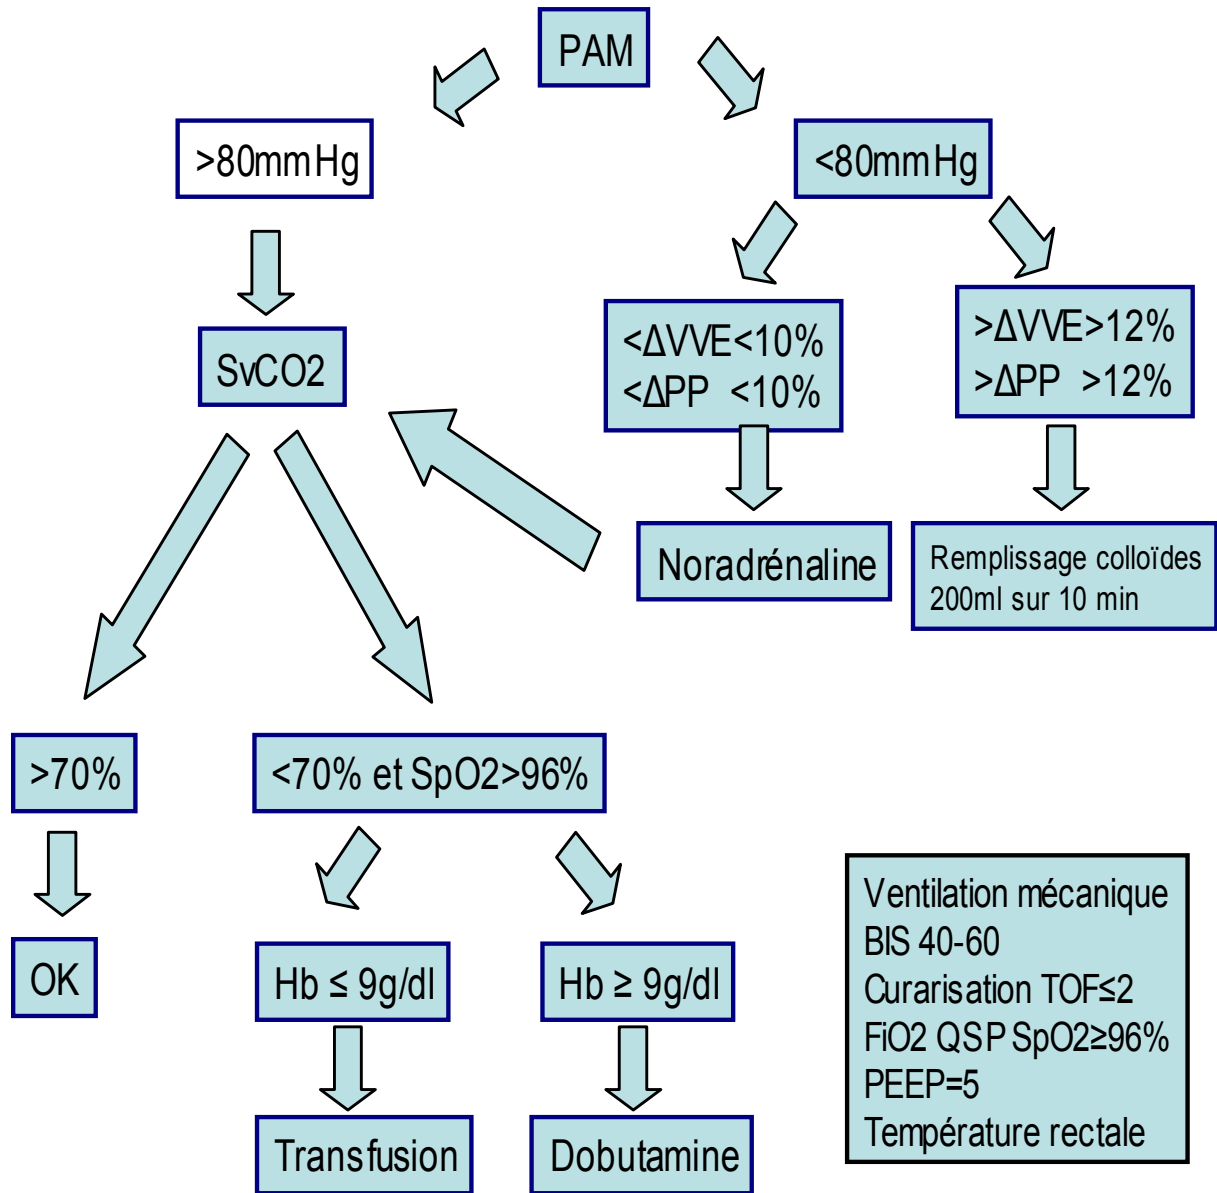 PAM
>80mmHg
<80mmHg
<ΔVVE<10%
<ΔPP <10%
>ΔVVE>12%
>ΔPP >12%
SvCO2
Noradrénaline
Remplissage colloïdes
200ml sur 10 min
>70%
<70% et SpO2>96%
OK
Hb ≤ 9g/dl
Hb ≥ 9g/dl
Transfusion
Dobutamine
Ventilation mécanique
BIS 40-60
Curarisation TOF≤2
FiO2 QSP SpO2≥96%
PEEP=5
Température rectale